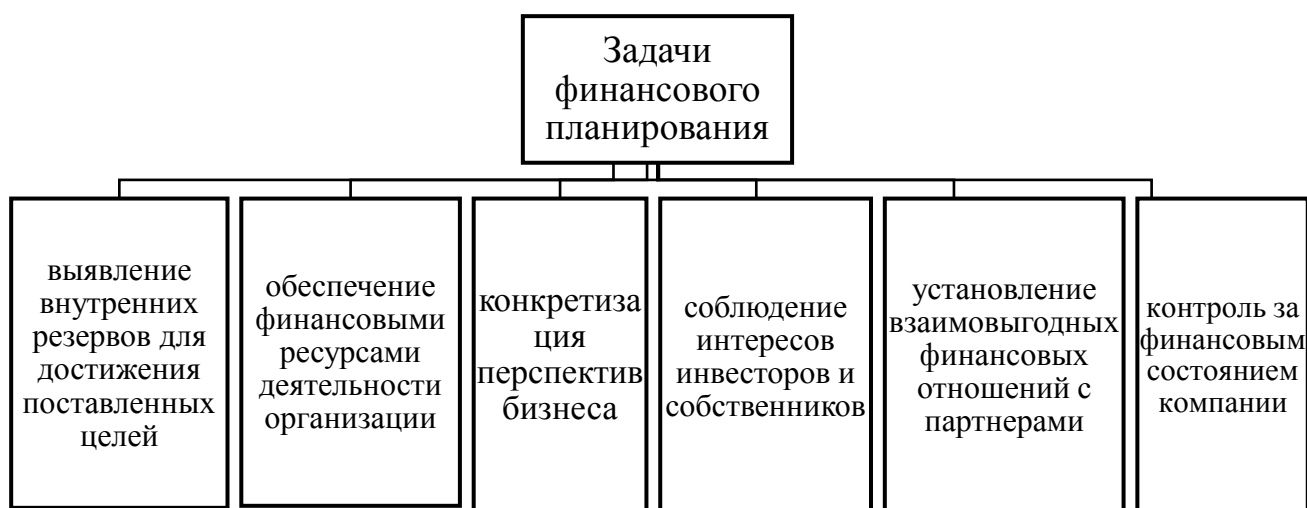 Задачи
финансового
планирования
выявление
внутренних
резервов для
достижения
поставленных
целей
обеспечение
финансовыми
ресурсами
деятельности
организации
конкретиза
ция
перспектив
бизнеса
соблюдение
интересов
инвесторов и
собственников
установление
взаимовыгодных
финансовых
отношений с
партнерами
контроль за
финансовым
состоянием
компании